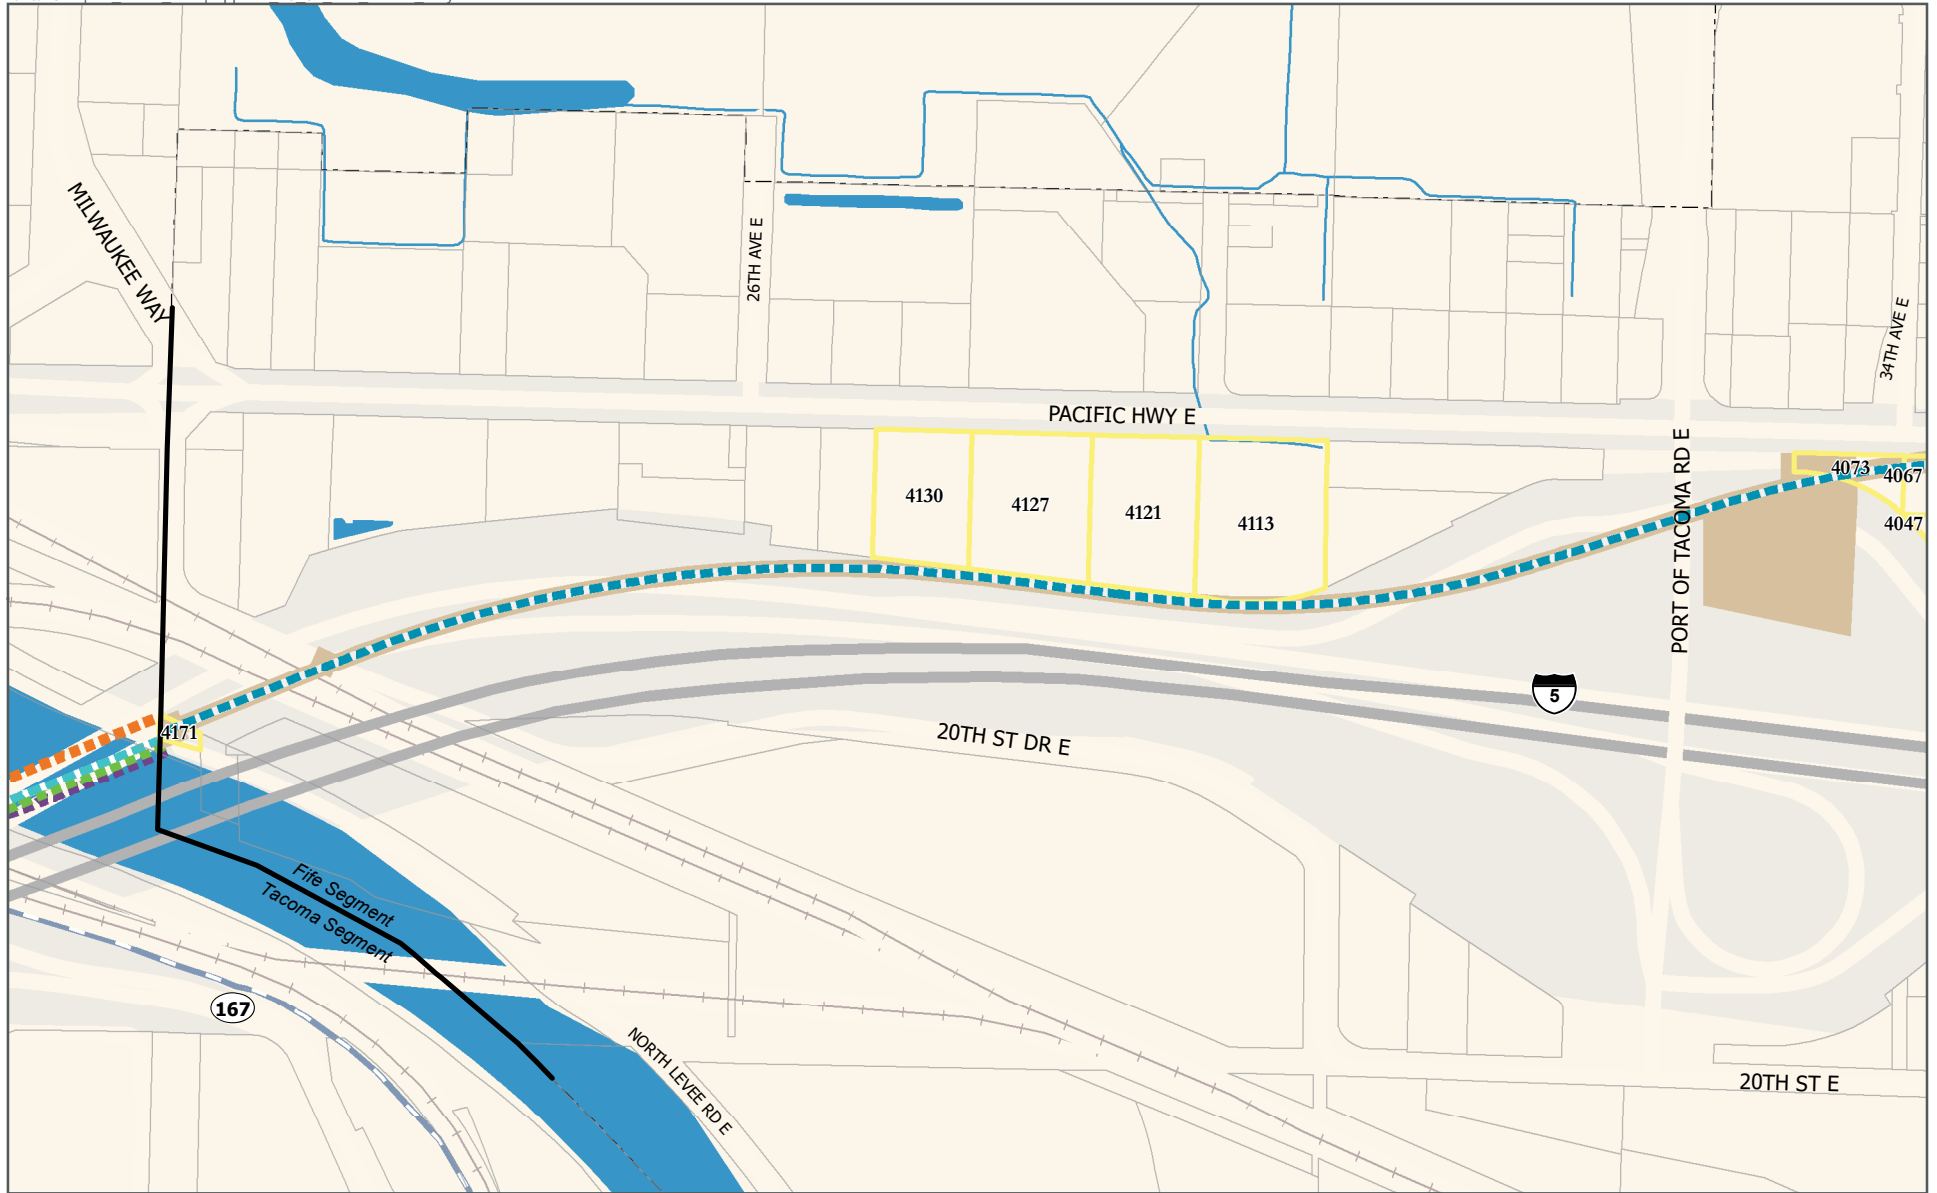 MILWAUKEE WAY
26TH AVE E
34TH AVE E
PACIFIC HWY E
PORT OF TACOMA RD E
4073
4067
4130
4127
4121
4113
4047
5
4171
20TH ST DR E
Fife Segment
Tacoma Segment
167
NORTH LEVEE RD E
20TH ST E